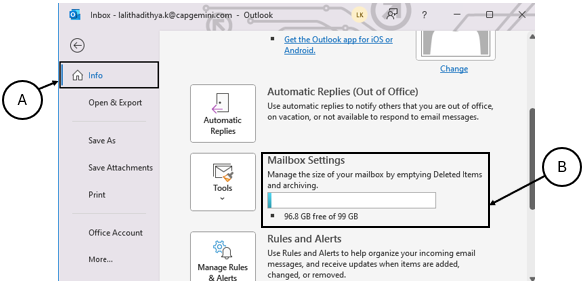 Inbox - lalithadithya.k@capgemini.com - Outlook
LK
?
Info
Open & Export
Save As
Save Attachments
Print
Office Account
More...
Get the Outlook app for iOS or
Android.
Change
Automatic
Replies
Automatic Replies (Out of Office)
Use automatic replies to notify others that you are out of office,
on vacation, or not available to respond to email messages.
Tools
Mailbox Settings
Manage the size of your mailbox by emptying Deleted Items
and archiving.
96.8 GB free of 99 GB
Manage Rules
& Alerts
Rules and Alerts
Use Rules and Alerts to help organize your incoming email
messages, and receive updates when items are added,
changed, or removed.
A
B